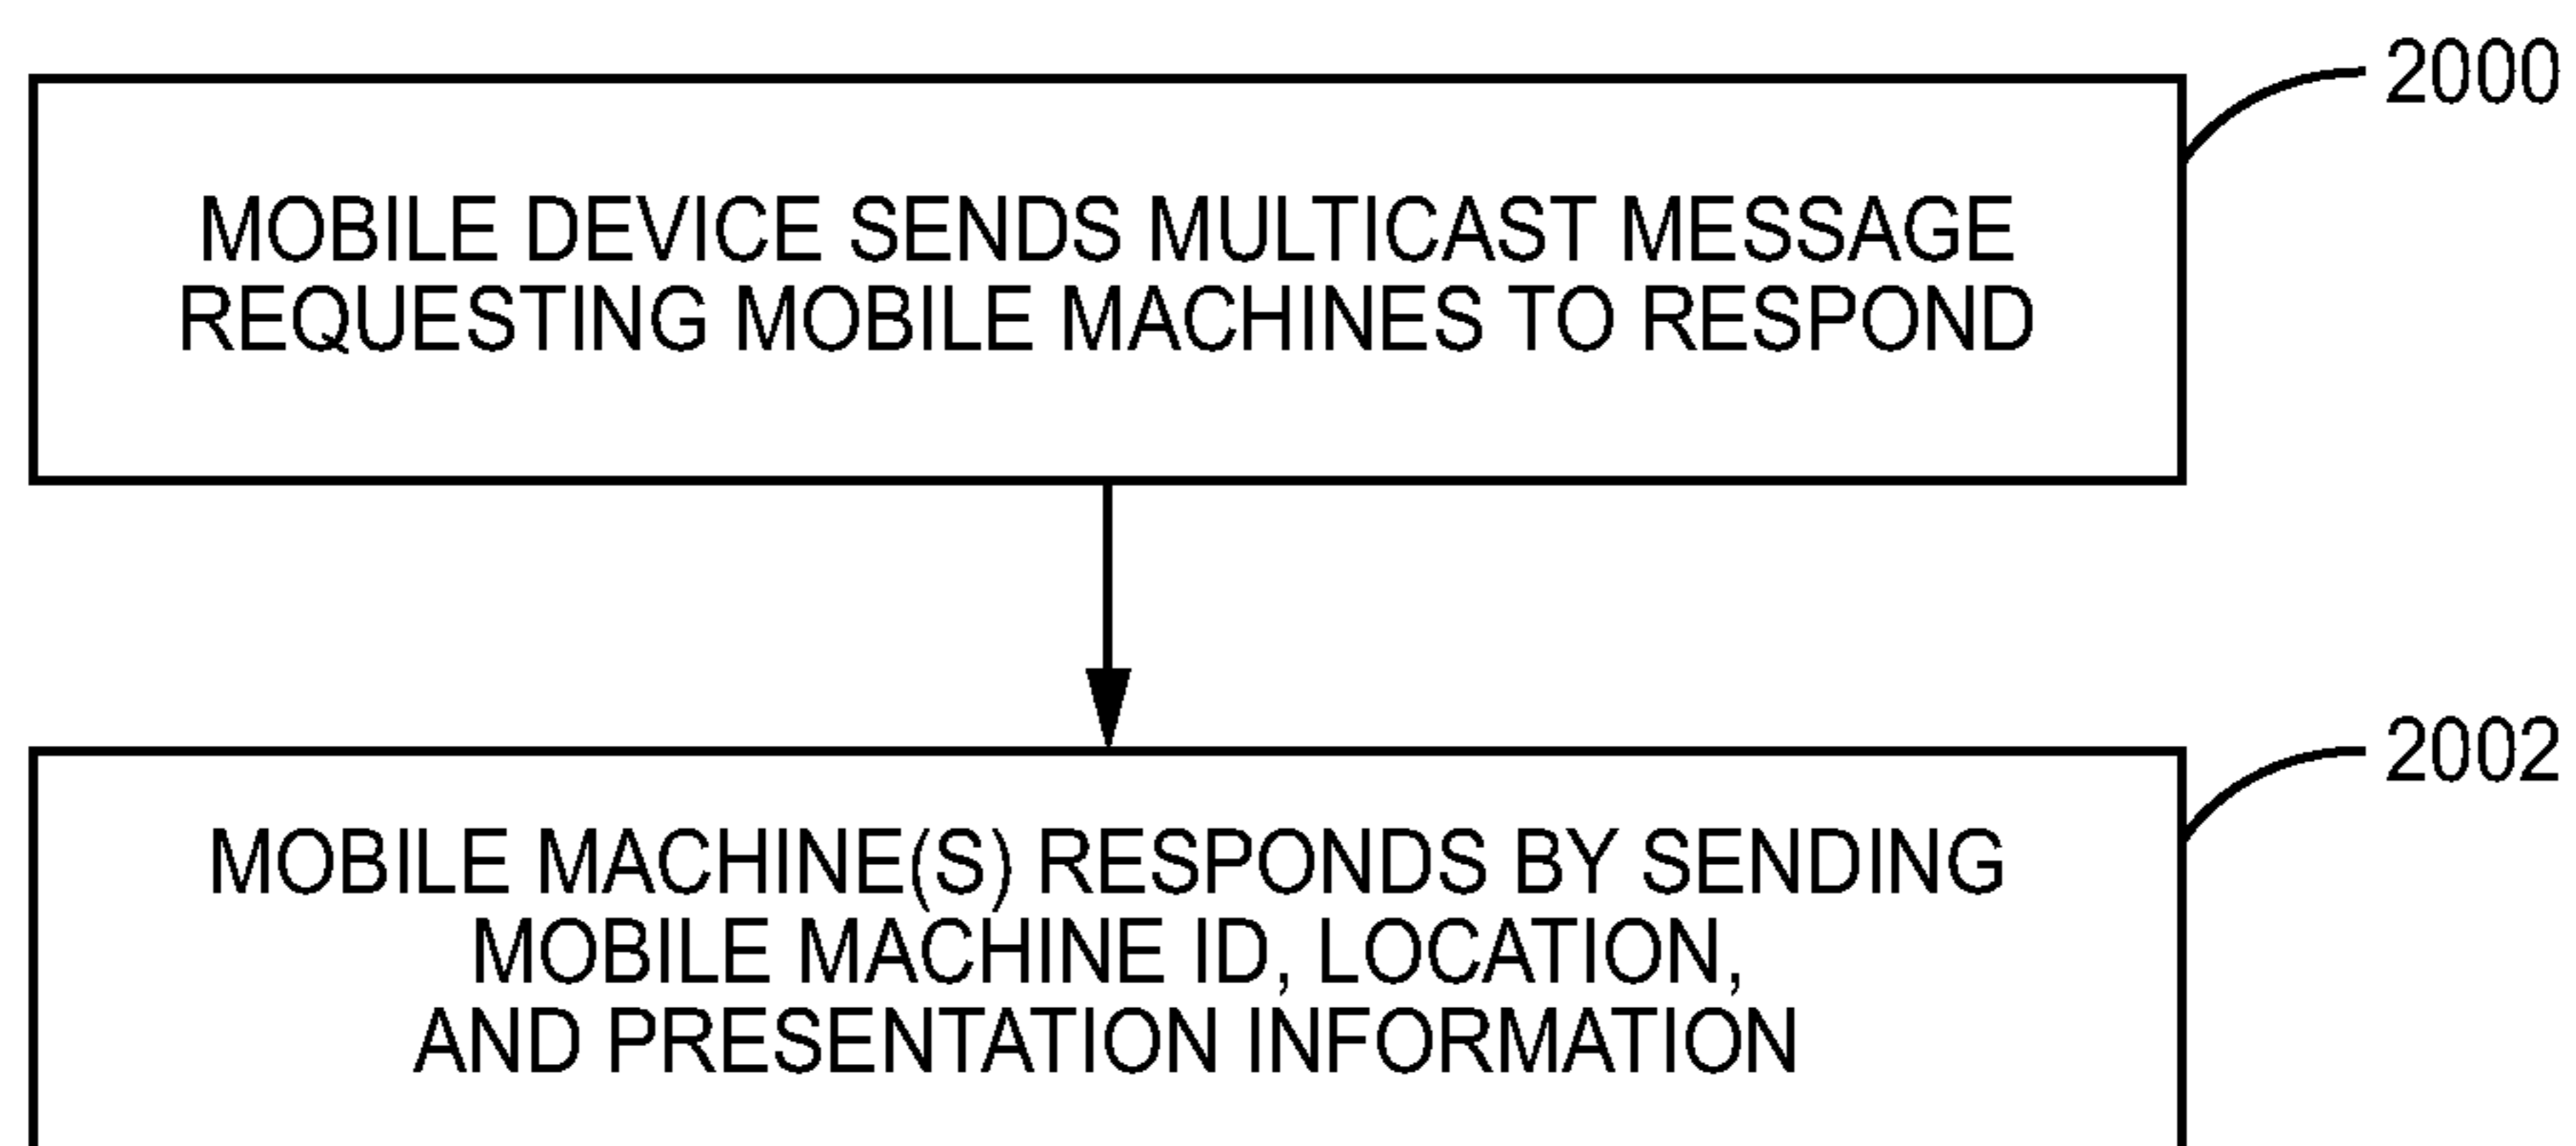 2000
MOBILE DEVICE SENDS MULTICAST MESSAGE
REQUESTING MOBILE MACHINES TO RESPOND
2002
MOBILE MACHINE(S) RESPONDS BY SENDING
MOBILE MACHINE ID, LOCATION,
AND PRESENTATION INFORMATION